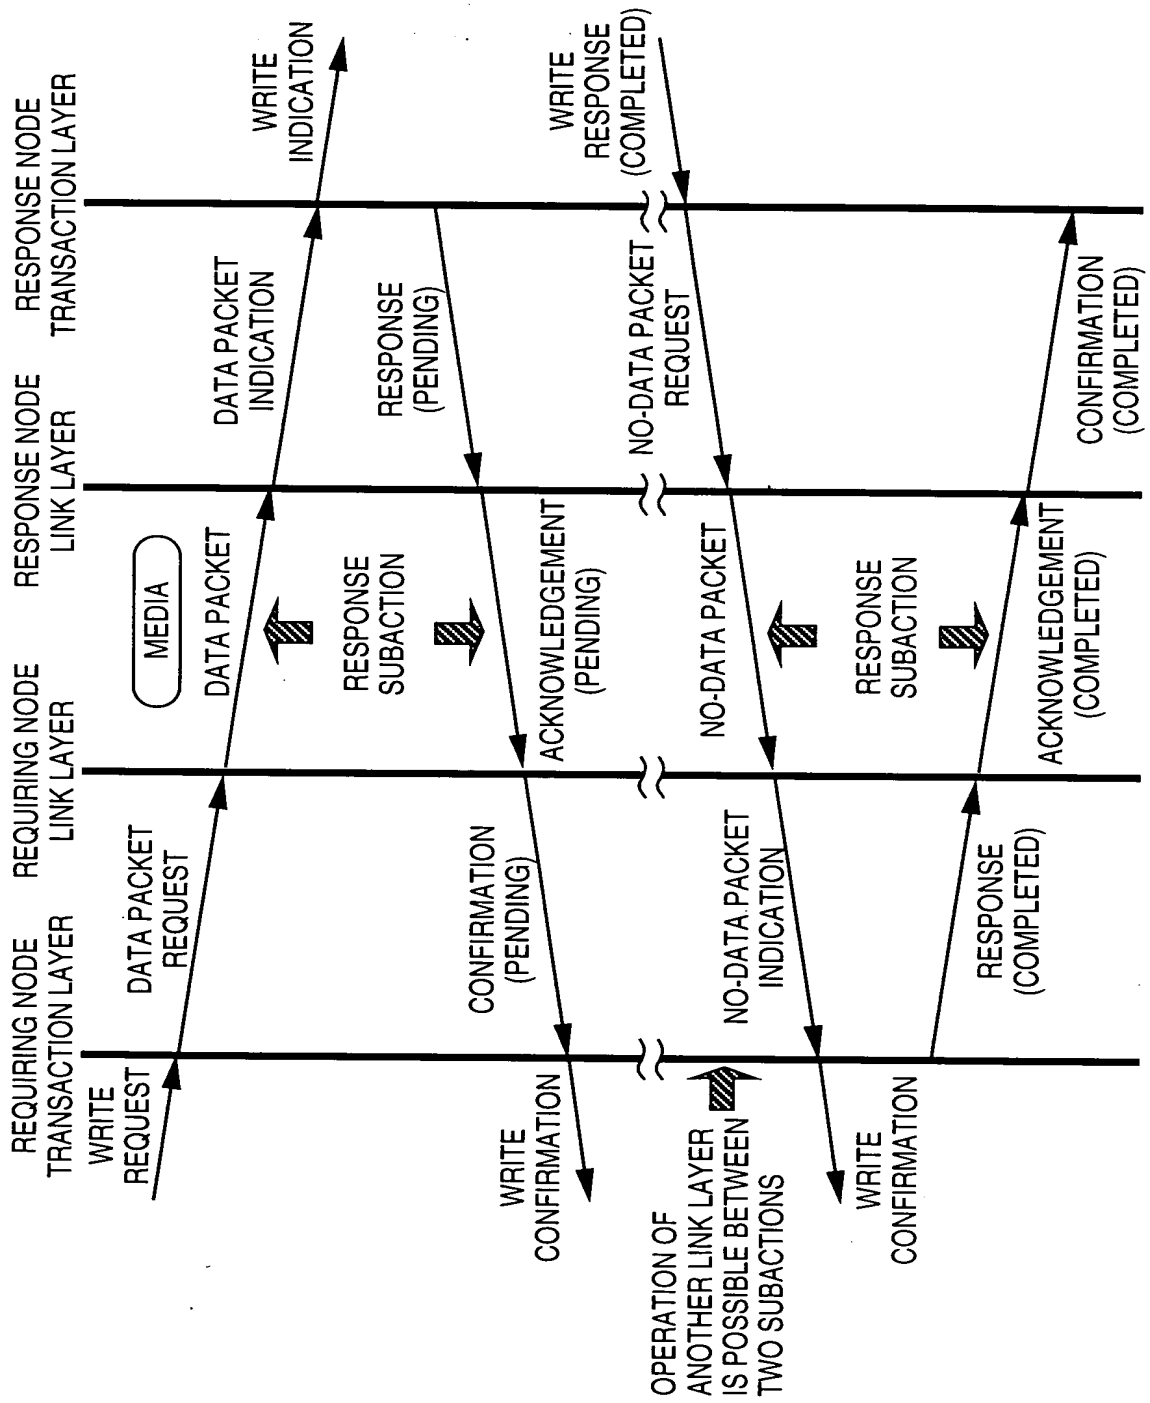 REQUIRING NODE
TRANSACTION LAYER
REQUIRING NODE
LINK LAYER
RESPONSE NODE
LINK LAYER
RESPONSE NODE
TRANSACTION LAYER
MEDIA
WRITE
REQUEST
DATA PACKET
REQUEST
DATA PACKET
DATA PACKET
INDICATION
WRITE
INDICATION
RESPONSE
SUBACTION
RESPONSE
(PENDING)
ACKNOWLEDGEMENT
(PENDING)
CONFIRMATION
(PENDING)
WRITE
CONFIRMATION
OPERATION OF
ANOTHER LINK LAYER
IS POSSIBLE BETWEEN
TWO SUBACTIONS
WRITE
RESPONSE
(COMPLETED)
NO-DATA PACKET
REQUEST
NO-DATA PACKET
NO-DATA PACKET
INDICATION
WRITE
CONFIRMATION
RESPONSE
SUBACTION
RESPONSE
(COMPLETED)
ACKNOWLEDGEMENT
(COMPLETED)
CONFIRMATION
(COMPLETED)